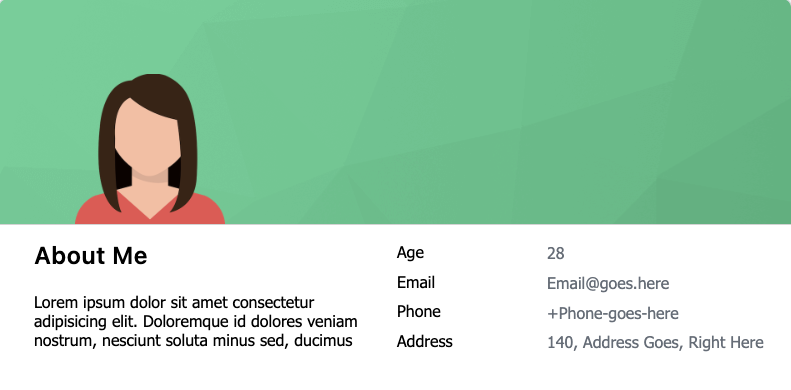 About Me
Lorem ipsum dolor sit amet consectetur
adipisicing elit. Doloremque id dolores veniam
nostrum, nesciunt soluta minus sed, ducimus
Age 28
Email Email@goes.here
Phone +Phone-goes-here
Address 140, Address Goes, Right Here